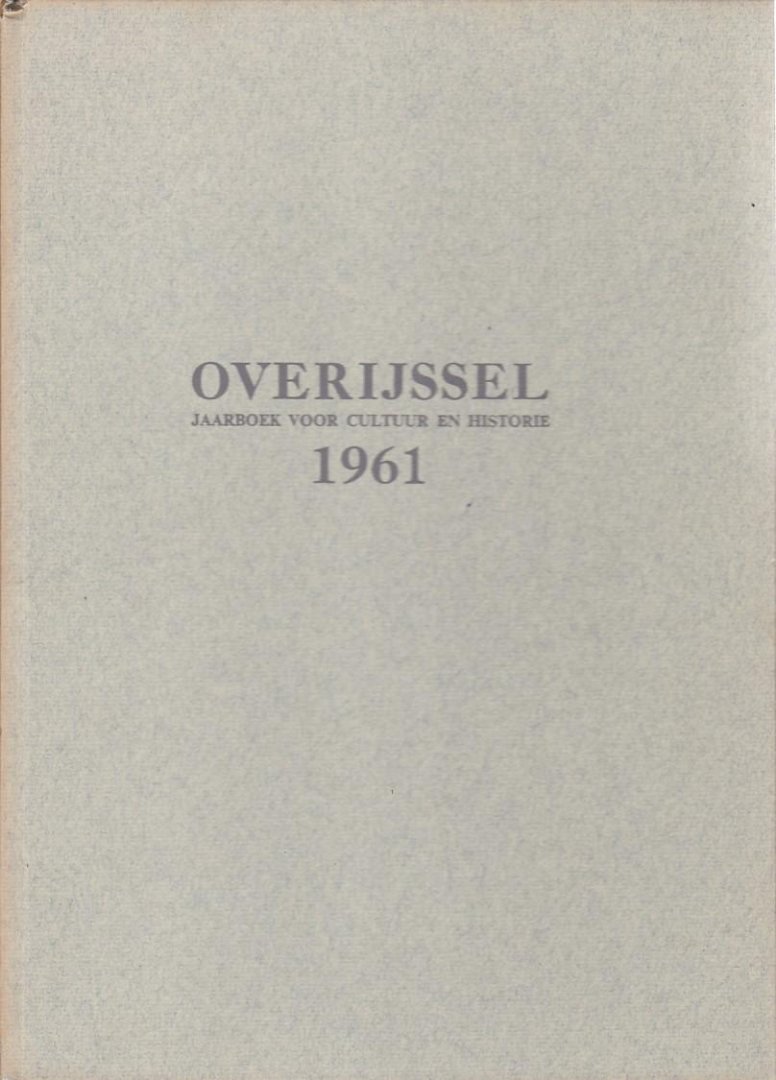 OVERIJSSEL
JAARBOEK VOOR CULTUUR EN HISTORIE
1961